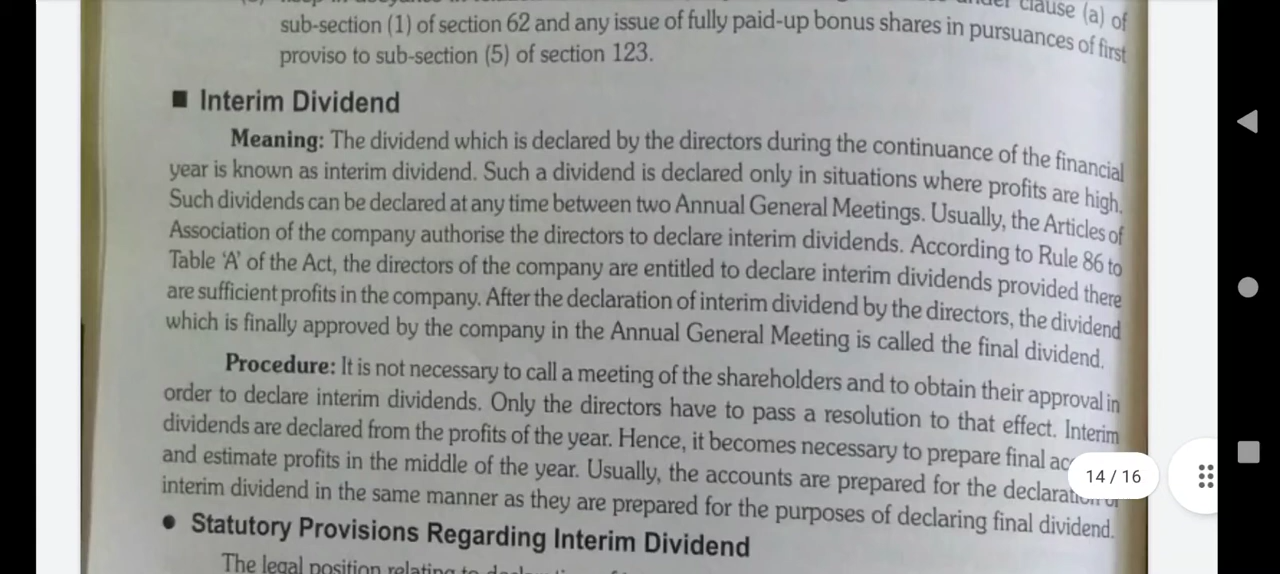 clause (a) of
sub-section (1) of section 62 and any issue of fully paid-up bonus shares in pursuances of first
proviso to sub-section (5) of section 123.
■ Interim Dividend
Meaning: The dividend which is declared by the directors during the continuance of the financial
year is known as interim dividend. Such a dividend is declared only in situations where profits are high.
Such dividends can be declared at any time between two Annual General Meetings. Usually, the Articles of
Association of the company authorise the directors to declare interim dividends. According to Rule 86 to
Table 'A' of the Act, the directors of the company are entitled to declare interim dividends provided there
are sufficient profits in the company. After the declaration of interim dividend by the directors, the dividend
which is finally approved by the company in the Annual General Meeting is called the final dividend.
Procedure: It is not necessary to call a meeting of the shareholders and to obtain their approval in
order to declare interim dividends. Only the directors have to pass a resolution to that effect. Interim
dividends are declared from the profits of the year. Hence, it becomes necessary to prepare final
and estimate profits in the middle of the year. Usually, the accounts are prepared for the declaration of
interim dividend in the same manner as they are prepared for the purposes of declaring final dividend.
14 / 16
• Statutory Provisions Regarding Interim Dividend
The legal position relating to